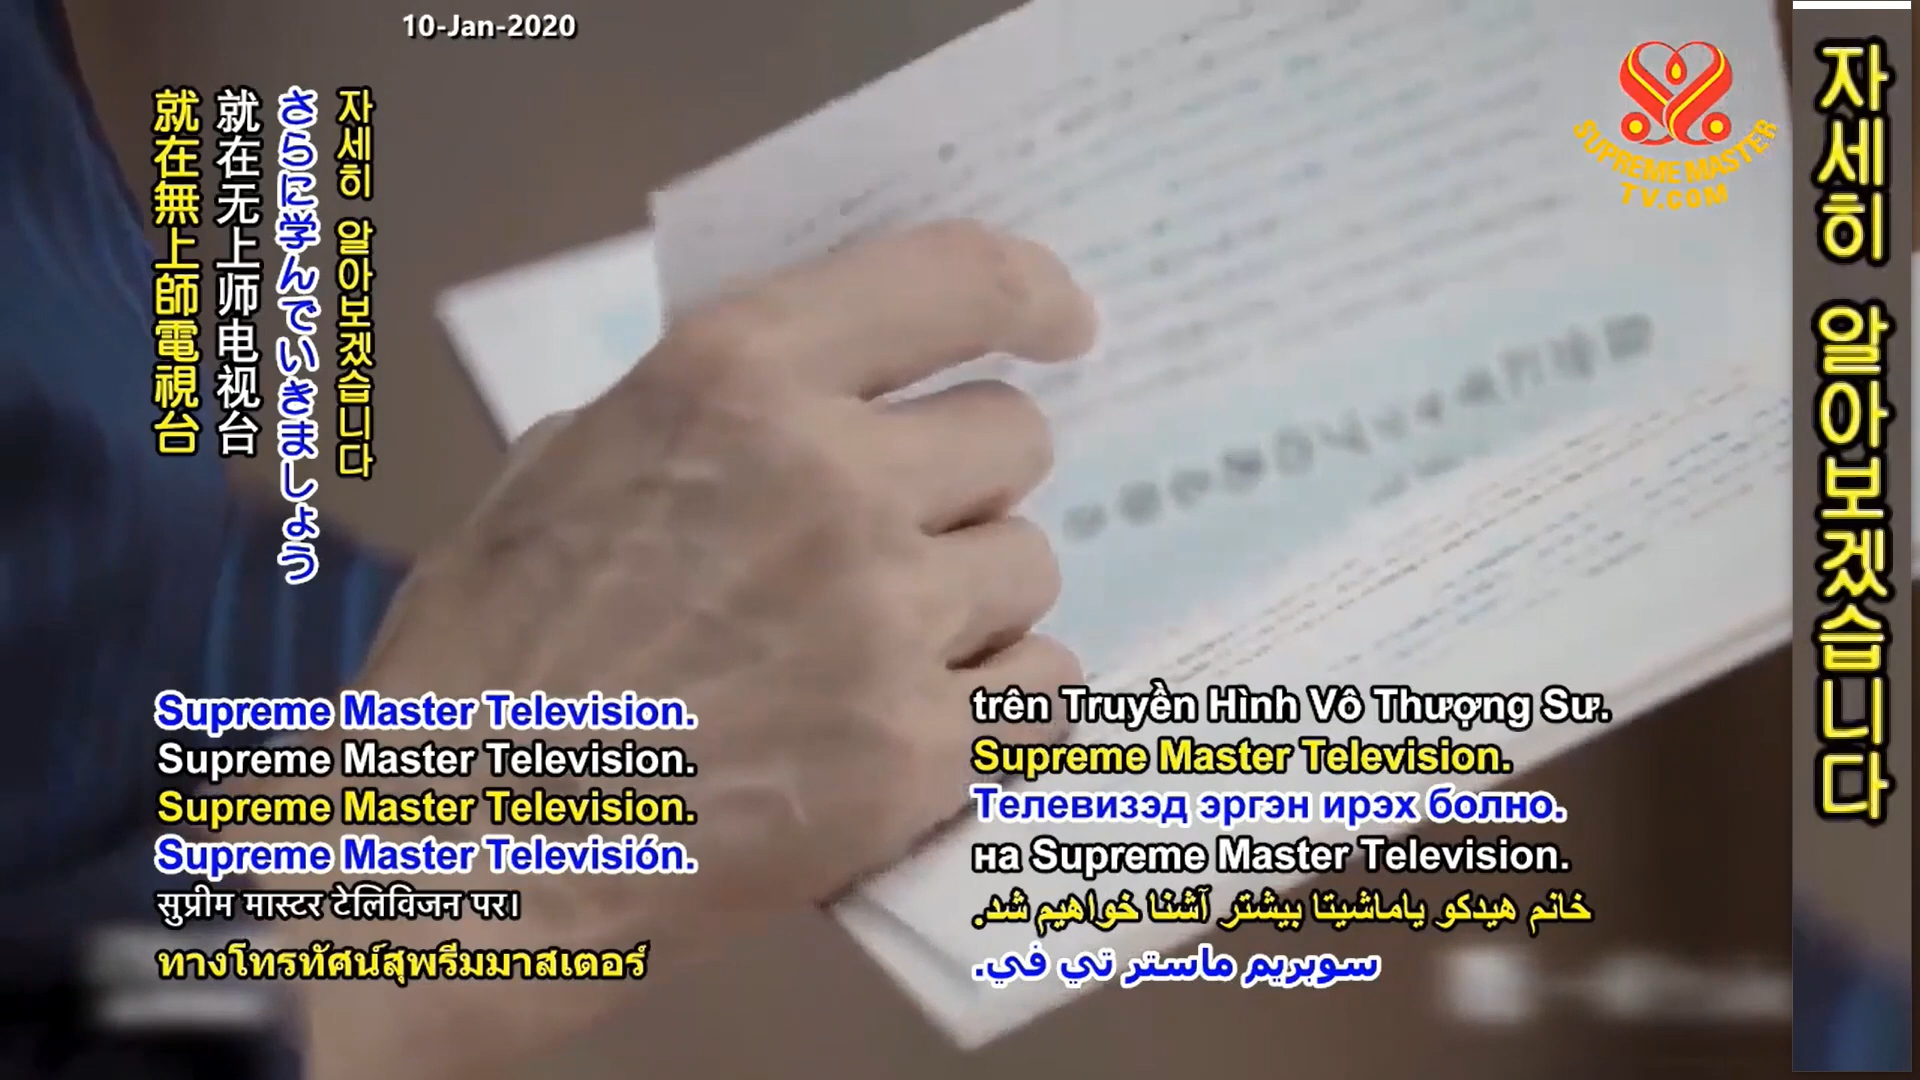 10-Jan-2020
就在無上師電視台
就在无上师电视台
さらに学んでいきましょう
자세히 알아보겠습니다
SUPREME MASTER
TV.COM
자세히 알아보겠습니다
Supreme Master Television.
Supreme Master Television.
Supreme Master Television.
Supreme Master Televisión.
सुप्रीम मास्टर टेलिविजन पर।
ทางโทรทัศน์สุพรีมมาสเตอร์
trên Truyền Hình Vô Thượng Sư.
Supreme Master Television.
Телевизэд эргэн ирэх болно.
на Supreme Master Television.
خانم هیدکو یاماشیتا بیشتر آشنا خواهیم شد.
سوبريم ماستر تي في.